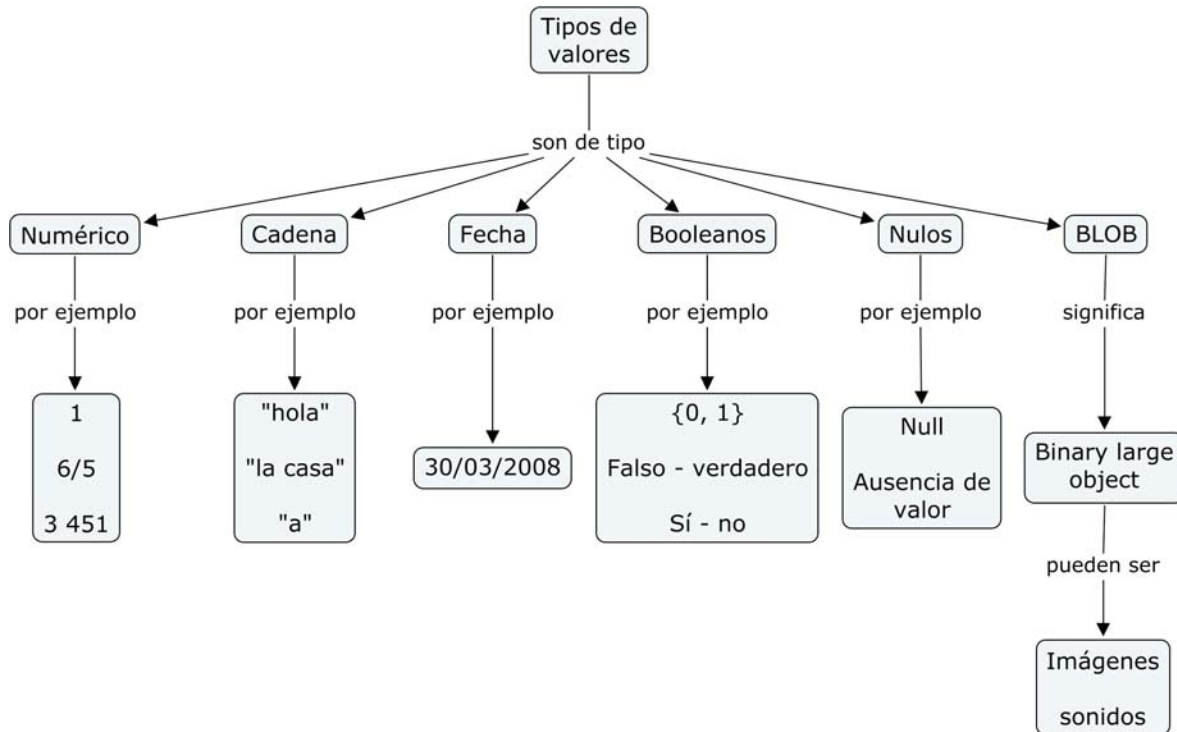 Tipos de
valores
son de tipo
Numérico
Cadena
Fecha
Booleanos
Nulos
BLOB
por ejemplo
por ejemplo
por ejemplo
por ejemplo
por ejemplo
significa
1
6/5
3 451
"hola"
"la casa"
"a"
30/03/2008
{0, 1}
Falso - verdadero
Sí - no
Null
Ausencia de
valor
Binary large
object
pueden ser
Imágenes
sonidos